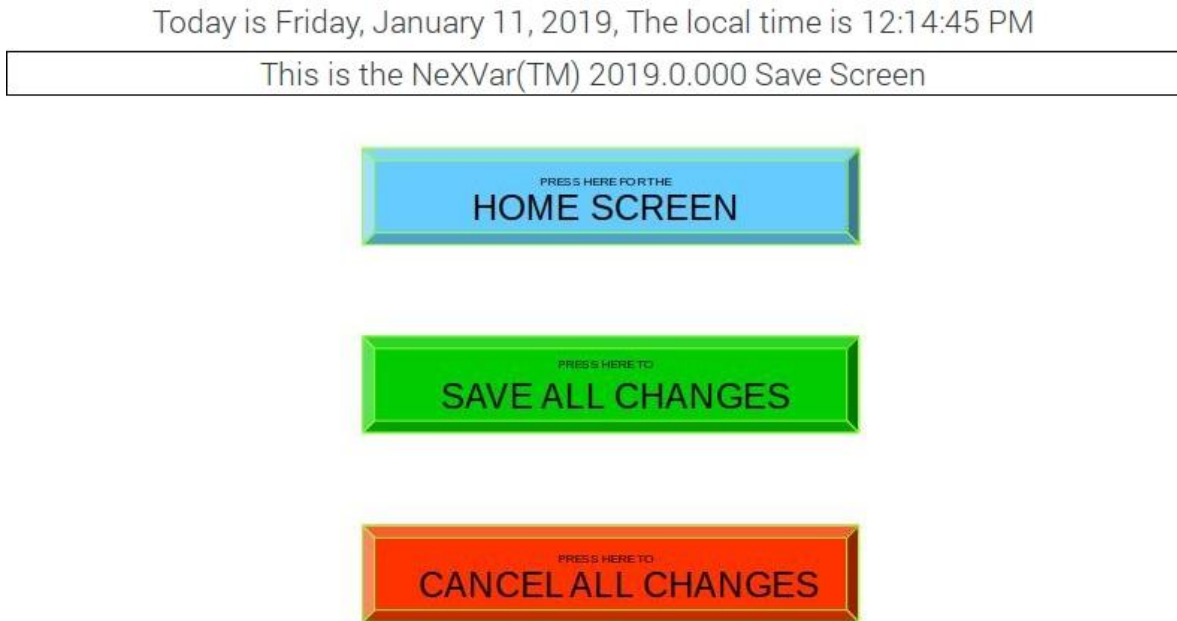 Today is Friday, January 11, 2019, The local time is 12:14:45 PM
This is the NeXVar(TM) 2019.0.000 Save Screen
PRESS HERE FOR THE
HOME SCREEN
PRESS HERE TO
SAVE ALL CHANGES
PRESS HERE TO
CANCEL ALL CHANGES